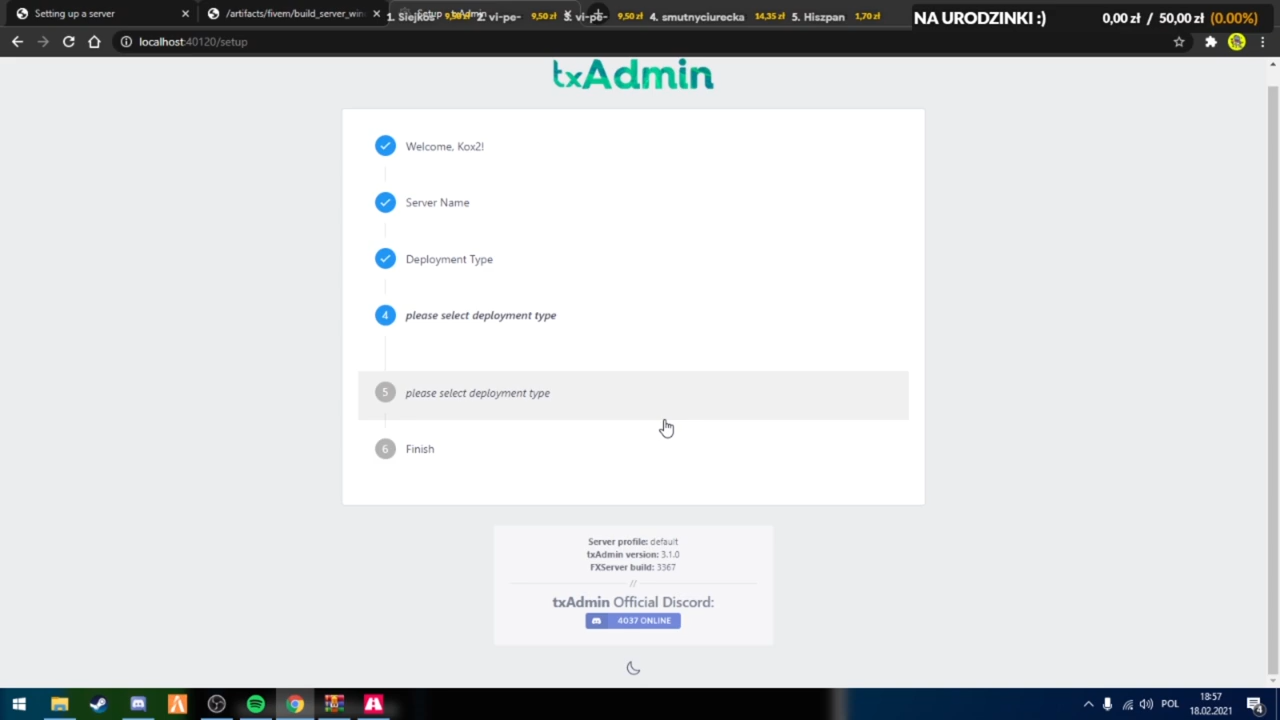 Setting up a server
/artifacts/fivem/build_server_win
1. Siejkos 9,50 zł 2. vi-pe- 9,50 zł 3. vi-pe- 9,50 zł 4. smutnyciurecka 14,35 zł 5. Hiszpan 1,70 zł
NA URODZINKI :) 0,00 zł / 50,00 zł (0.00%)
localhost:40120/setup
txAdmin
Welcome, Kox2!
Server Name
Deployment Type
4 please select deployment type
5 please select deployment type
6 Finish
Server profile: default
txAdmin version: 3.1.0
FXServer build: 3367
//
txAdmin Official Discord:
4037 ONLINE
POL
18:57
18.02.2021
4